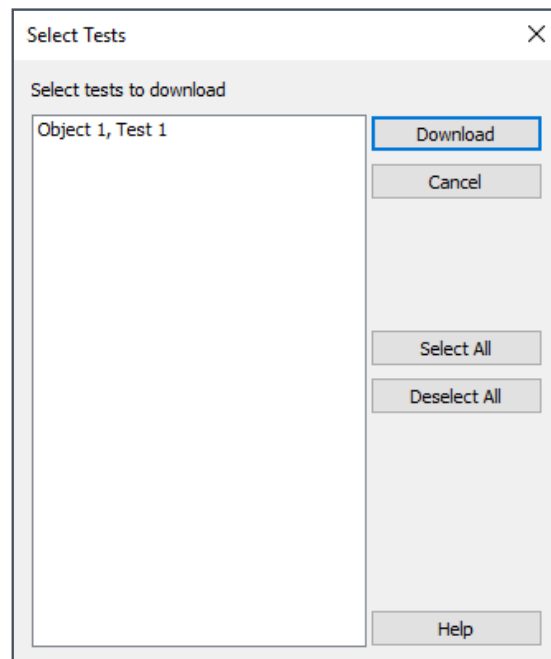 Select Tests
Select tests to download
Object 1, Test 1
Download
Cancel
Select All
Deselect All
Help